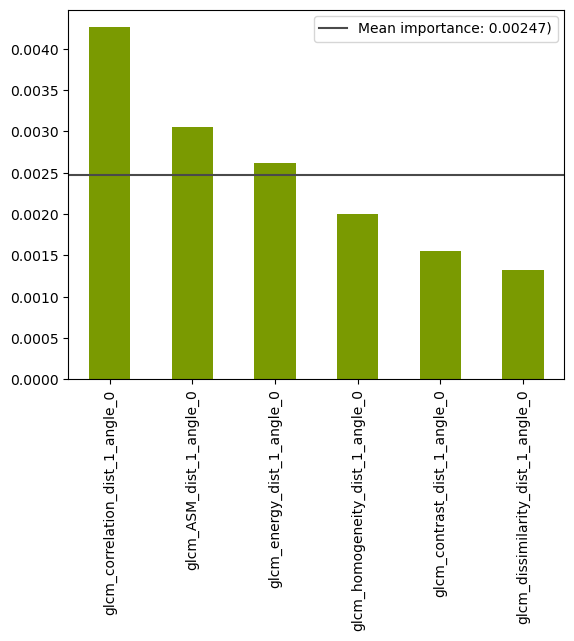 Mean importance: 0.00247)
0.0040
0.0035
0.0030
0.0025
0.0020
0.0015
0.0010
0.0005
0.0000
glcm_correlation_dist_1_angle_0
glcm_ASM_dist_1_angle_0
glcm_energy_dist_1_angle_0
glcm_homogeneity_dist_1_angle_0
glcm_contrast_dist_1_angle_0
glcm_dissimilarity_dist_1_angle_0